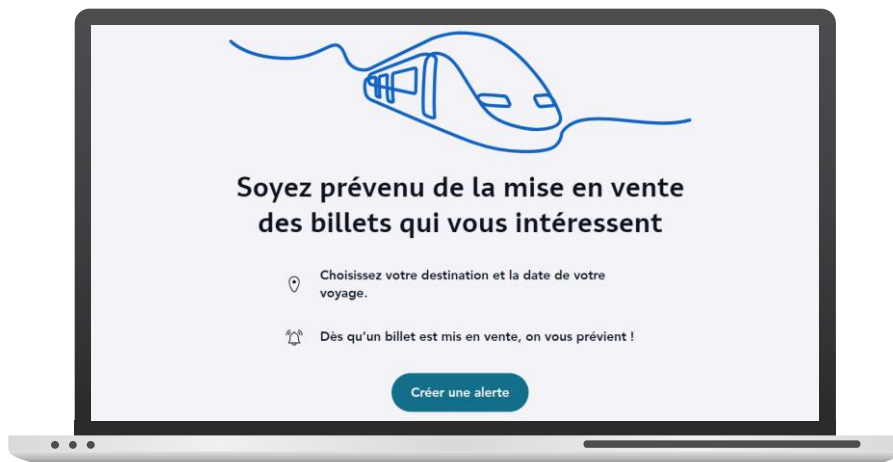 Soyez prévenu de la mise en vente
des billets qui vous intéressent
Choisissez votre destination et la date de votre
voyage.
Dès qu'un billet est mis en vente, on vous prévient !
Créer une alerte